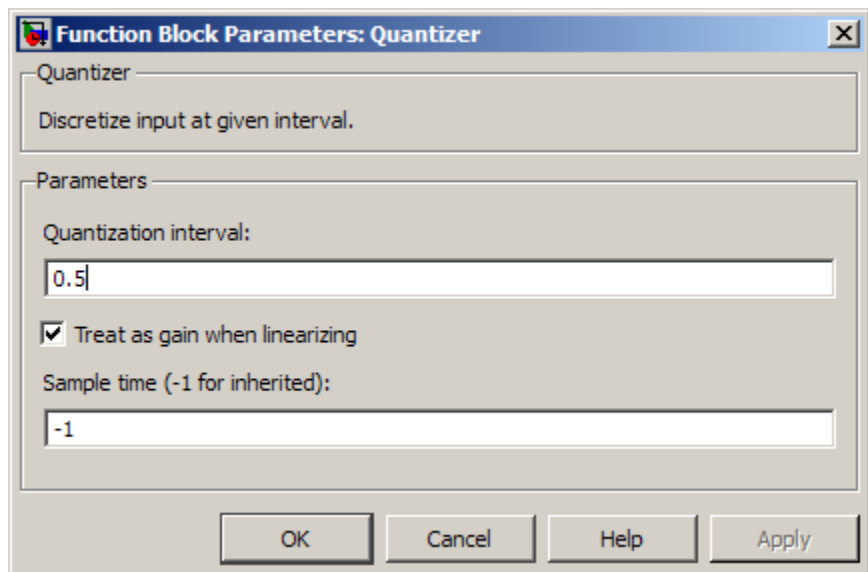 Function Block Parameters: Quantizer
Quantizer
Discretize input at given interval.
Parameters
Quantization interval:
0.5
Treat as gain when linearizing
Sample time (-1 for inherited):
-1
OK Cancel Help Apply